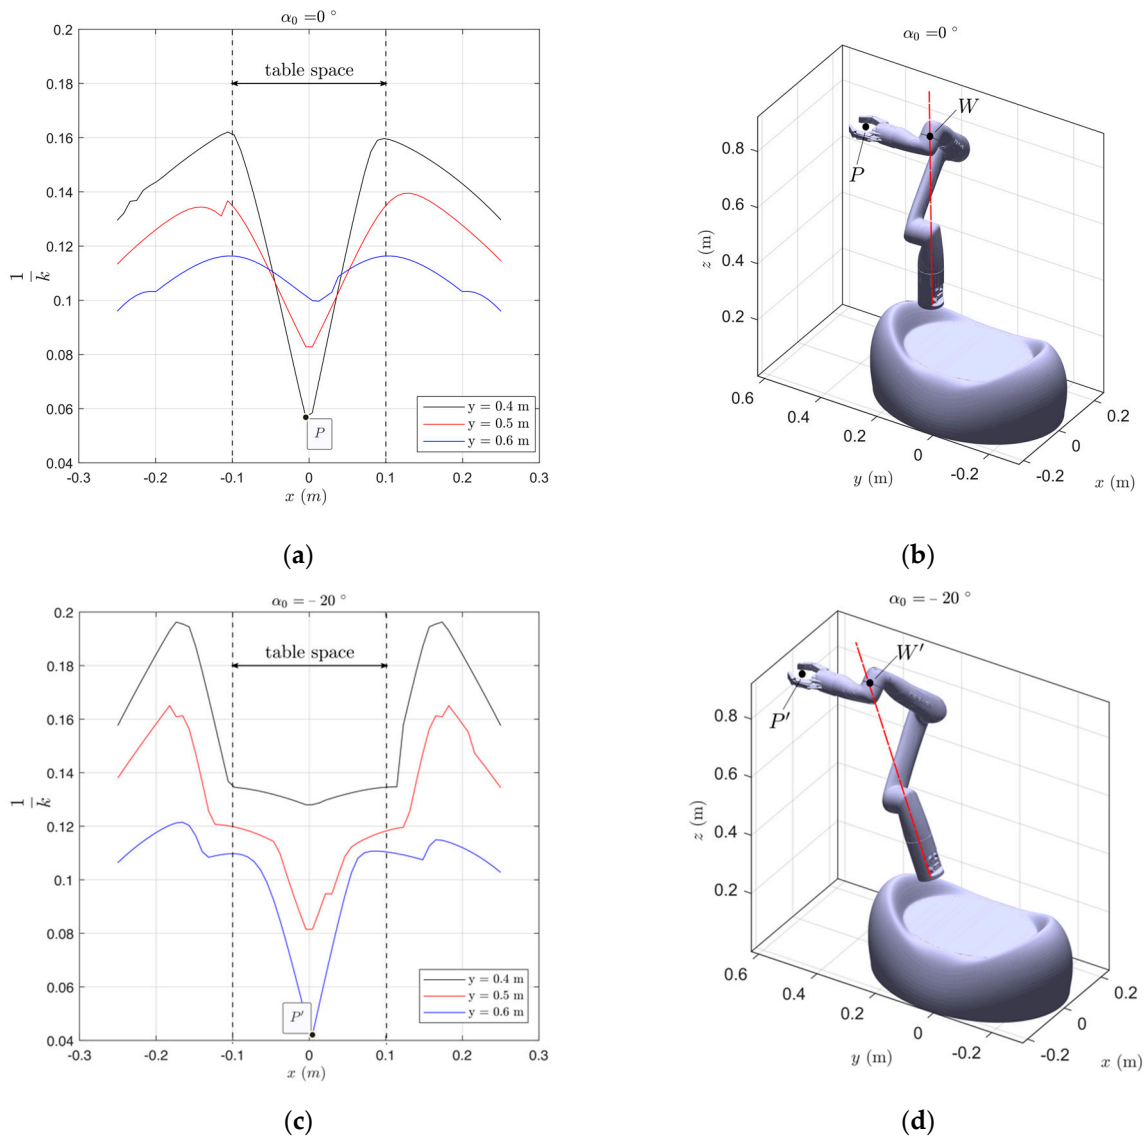 α₀ = 0 °
0.2
0.18
0.16
0.14
0.12
0.1
0.08
0.06
0.04
1/k
table space
P
y = 0.4 m
y = 0.5 m
y = 0.6 m
-0.3 -0.2 -0.1 0 0.1 0.2 0.3
x (m)
(a)
α₀ = 0 °
W
P
0.8
0.6
0.4
0.2
z (m)
0.6 0.4 0.2 0 -0.2
y (m)
-0.2 0 0.2
x (m)
(b)
α₀ = – 20 °
0.2
0.18
0.16
0.14
0.12
0.1
0.08
0.06
0.04
1/k
table space
P′
y = 0.4 m
y = 0.5 m
y = 0.6 m
-0.3 -0.2 -0.1 0 0.1 0.2 0.3
x (m)
(c)
α₀ = – 20 °
W′
P′
0.8
0.6
0.4
0.2
z (m)
0.6 0.4 0.2 0 -0.2
y (m)
-0.2 0 0.2
x (m)
(d)